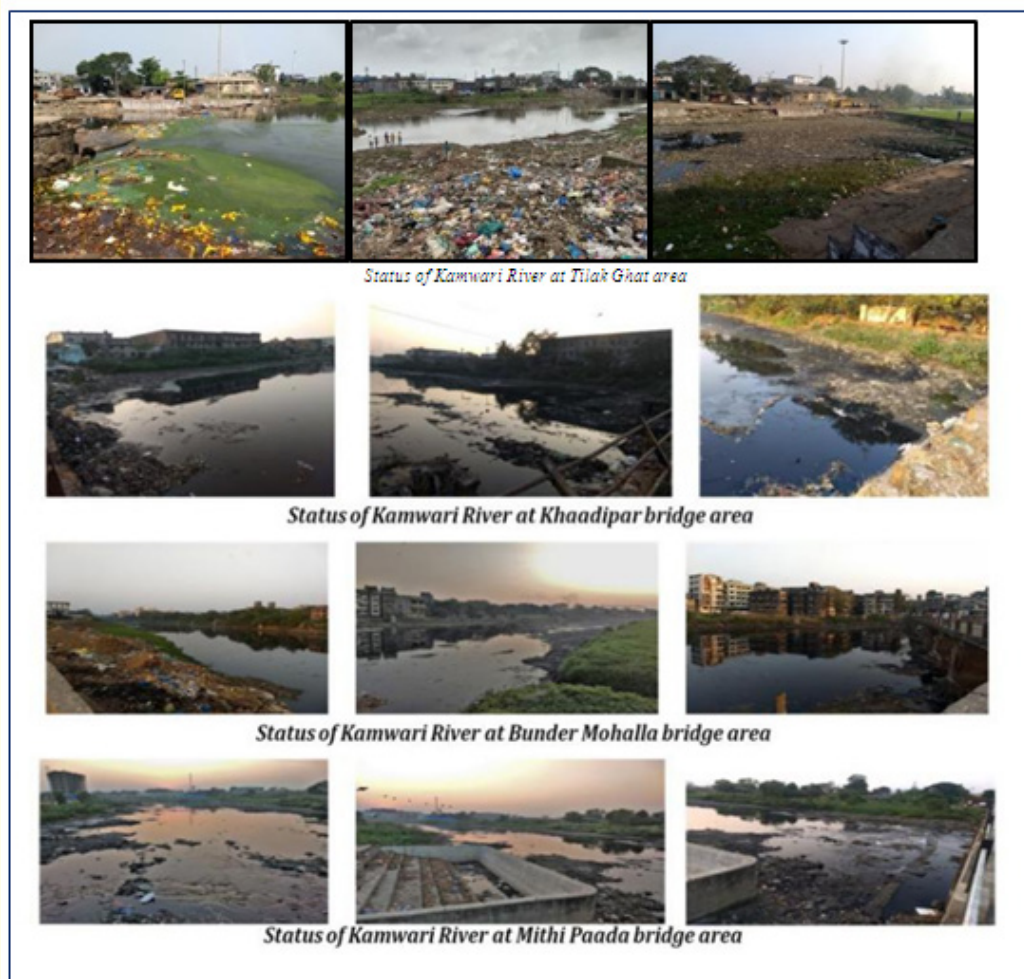 Status of Kamwari River at Tilak Ghat area
Status of Kamwari River at Khaadipar bridge area
Status of Kamwari River at Bunder Mohalla bridge area
Status of Kamwari River at Mithi Paada bridge area